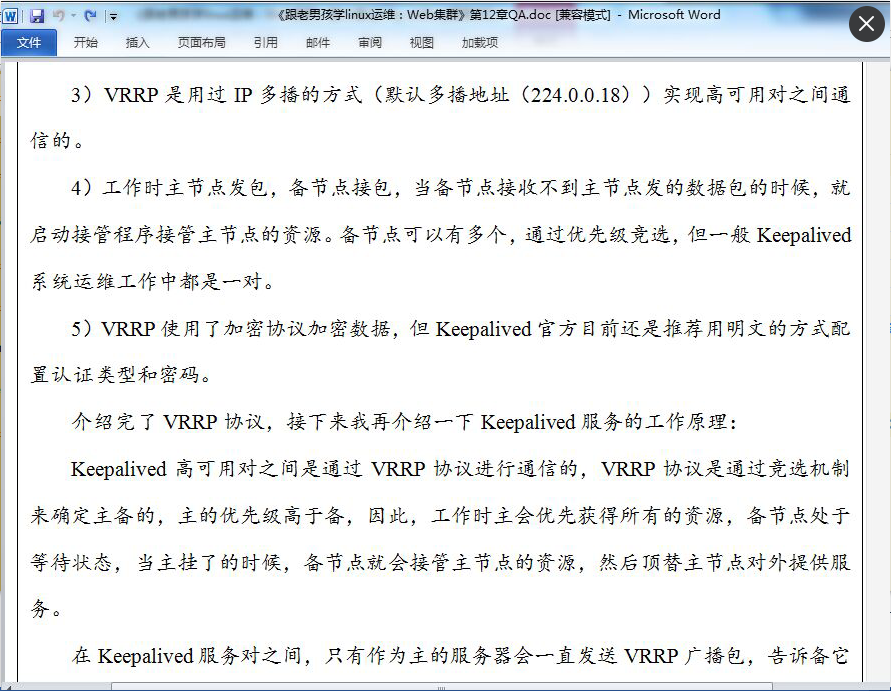 《跟老男孩学linux运维：Web集群》第12章QA.doc [兼容模式] - Microsoft Word
文件 开始 插入 页面布局 引用 邮件 审阅 视图 加载项
3）VRRP 是用过 IP 多播的方式（默认多播地址（224.0.0.18））实现高可用对之间通
信的。
4）工作时主节点发包，备节点接包，当备节点接收不到主节点发的数据包的时候，就
启动接管程序接管主节点的资源。备节点可以有多个，通过优先级竞选，但一般 Keepalived
系统运维工作中都是一对。
5）VRRP 使用了加密协议加密数据，但 Keepalived 官方目前还是推荐用明文的方式配
置认证类型和密码。
介绍完了 VRRP 协议，接下来我再介绍一下 Keepalived 服务的工作原理：
Keepalived 高可用对之间是通过 VRRP 协议进行通信的，VRRP 协议是通过竞选机制
来确定主备的，主的优先级高于备，因此，工作时主会优先获得所有的资源，备节点处于
等待状态，当主挂了的时候，备节点就会接管主节点的资源，然后顶替主节点对外提供服
务。
在 Keepalived 服务对之间，只有作为主的服务器会一直发送 VRRP 广播包，告诉备它